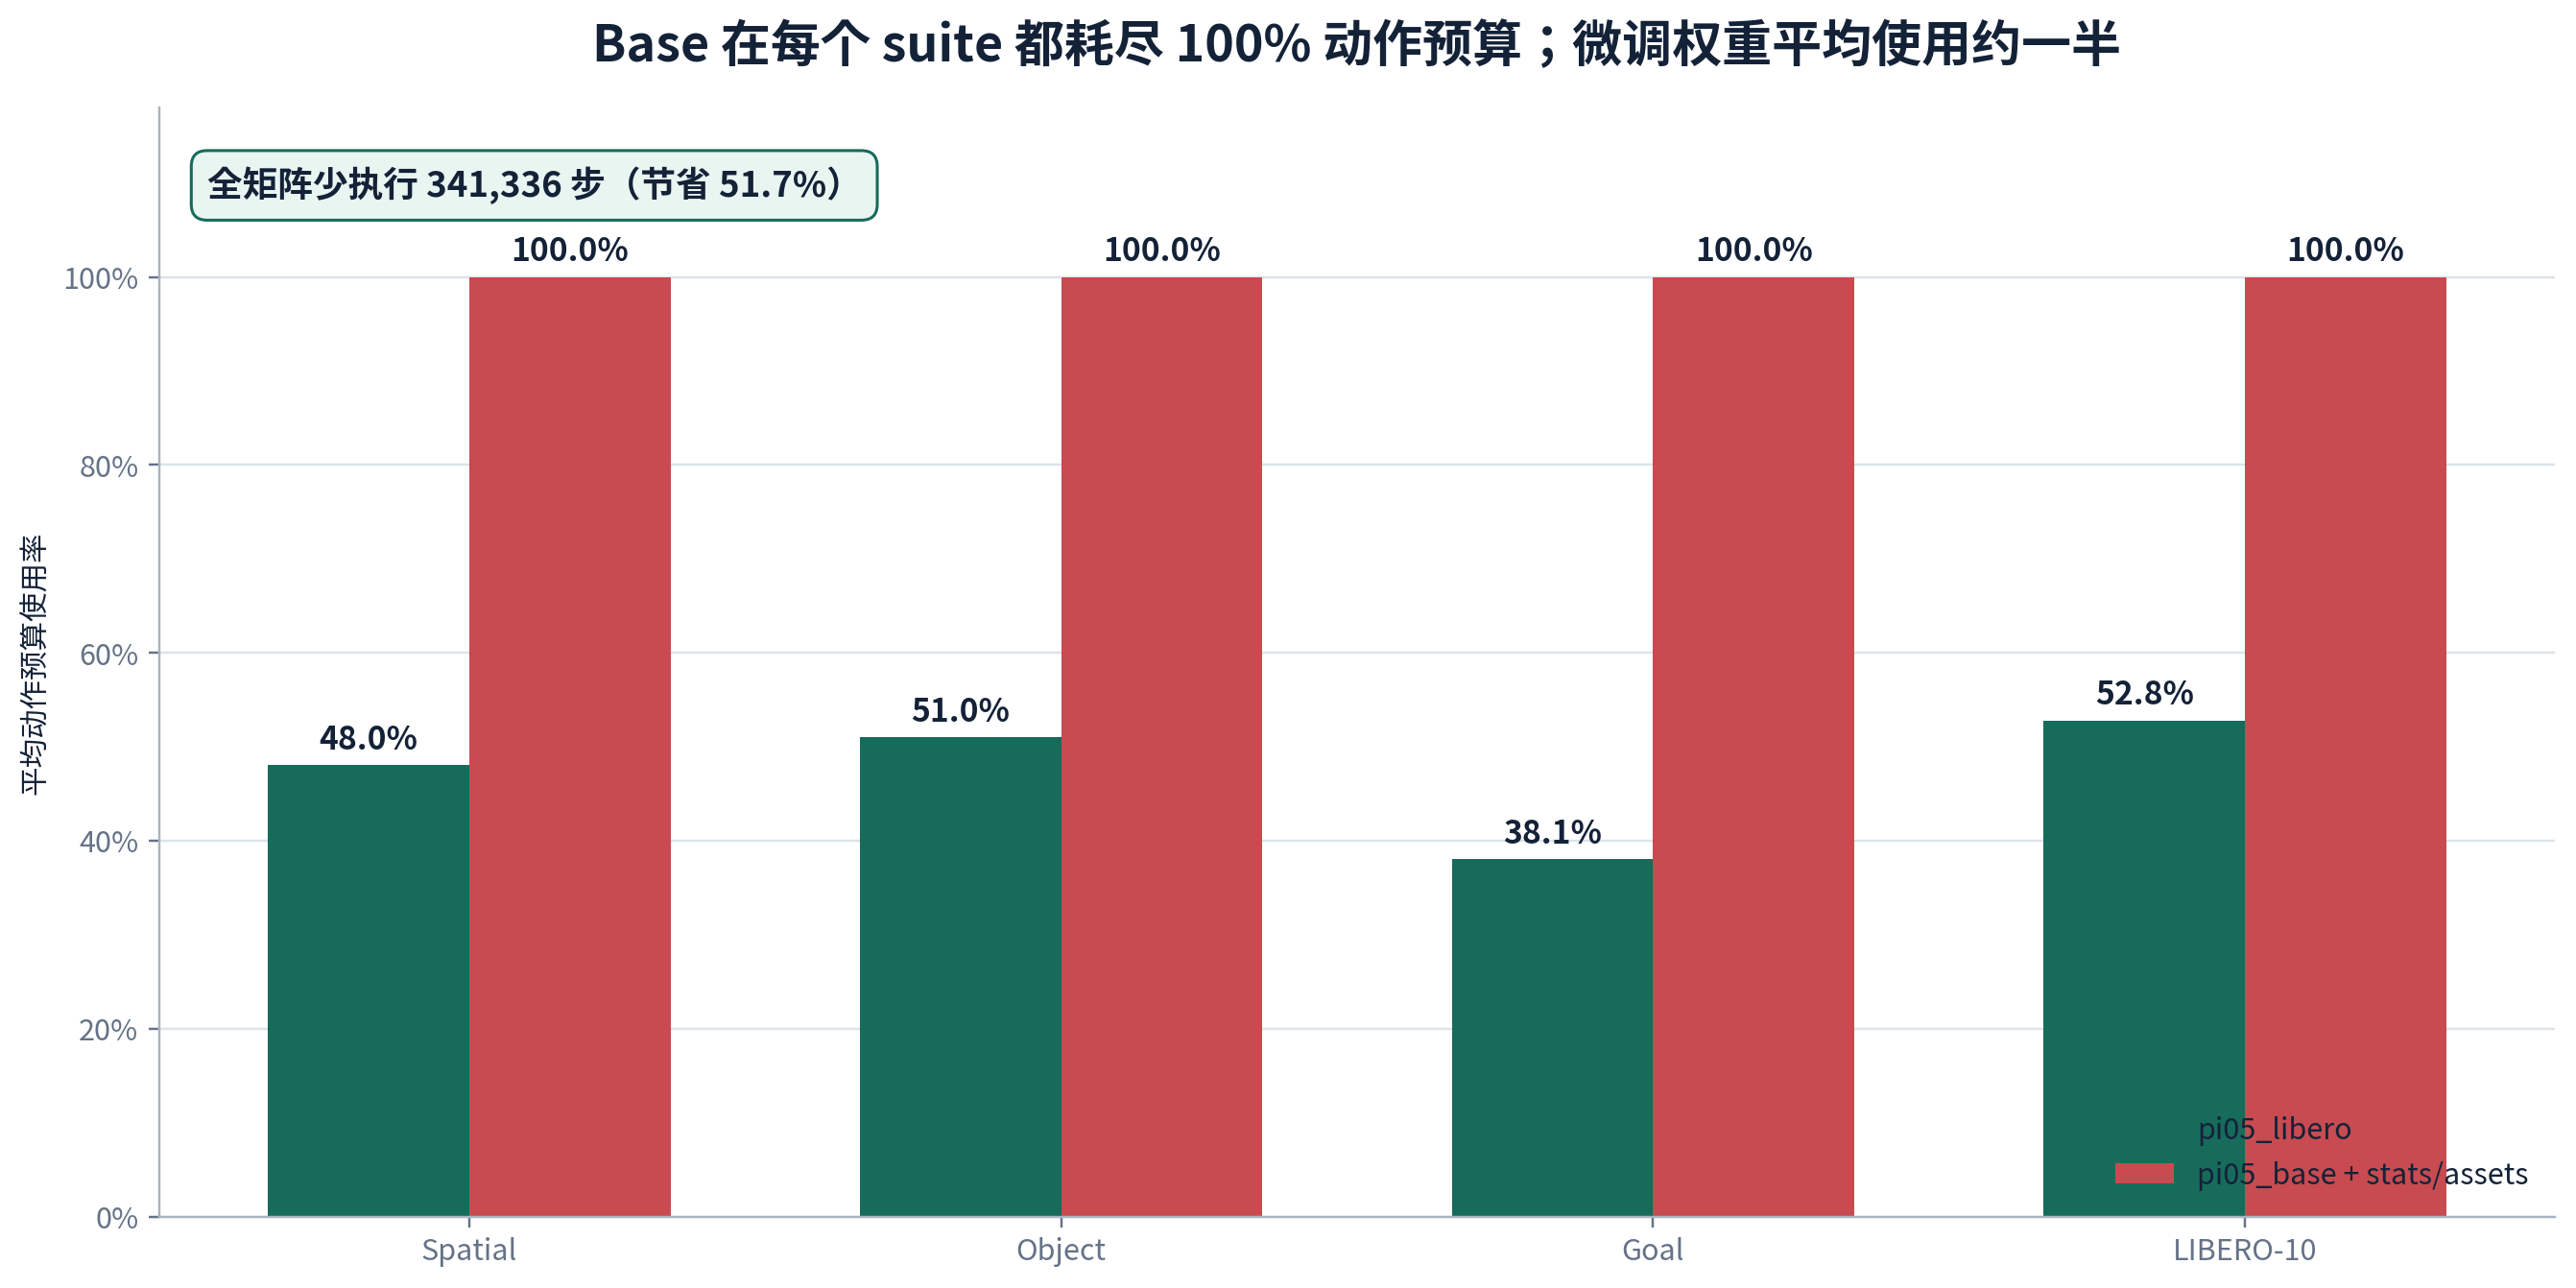 Base 在每个 suite 都耗尽 100% 动作预算；微调权重平均使用约一半
全矩阵少执行 341,336 步（节省 51.7%）
平均动作预算使用率
100%
80%
60%
40%
20%
0%
48.0%
100.0%
51.0%
100.0%
38.1%
100.0%
52.8%
100.0%
pi05_libero
pi05_base + stats/assets
Spatial
Object
Goal
LIBERO-10